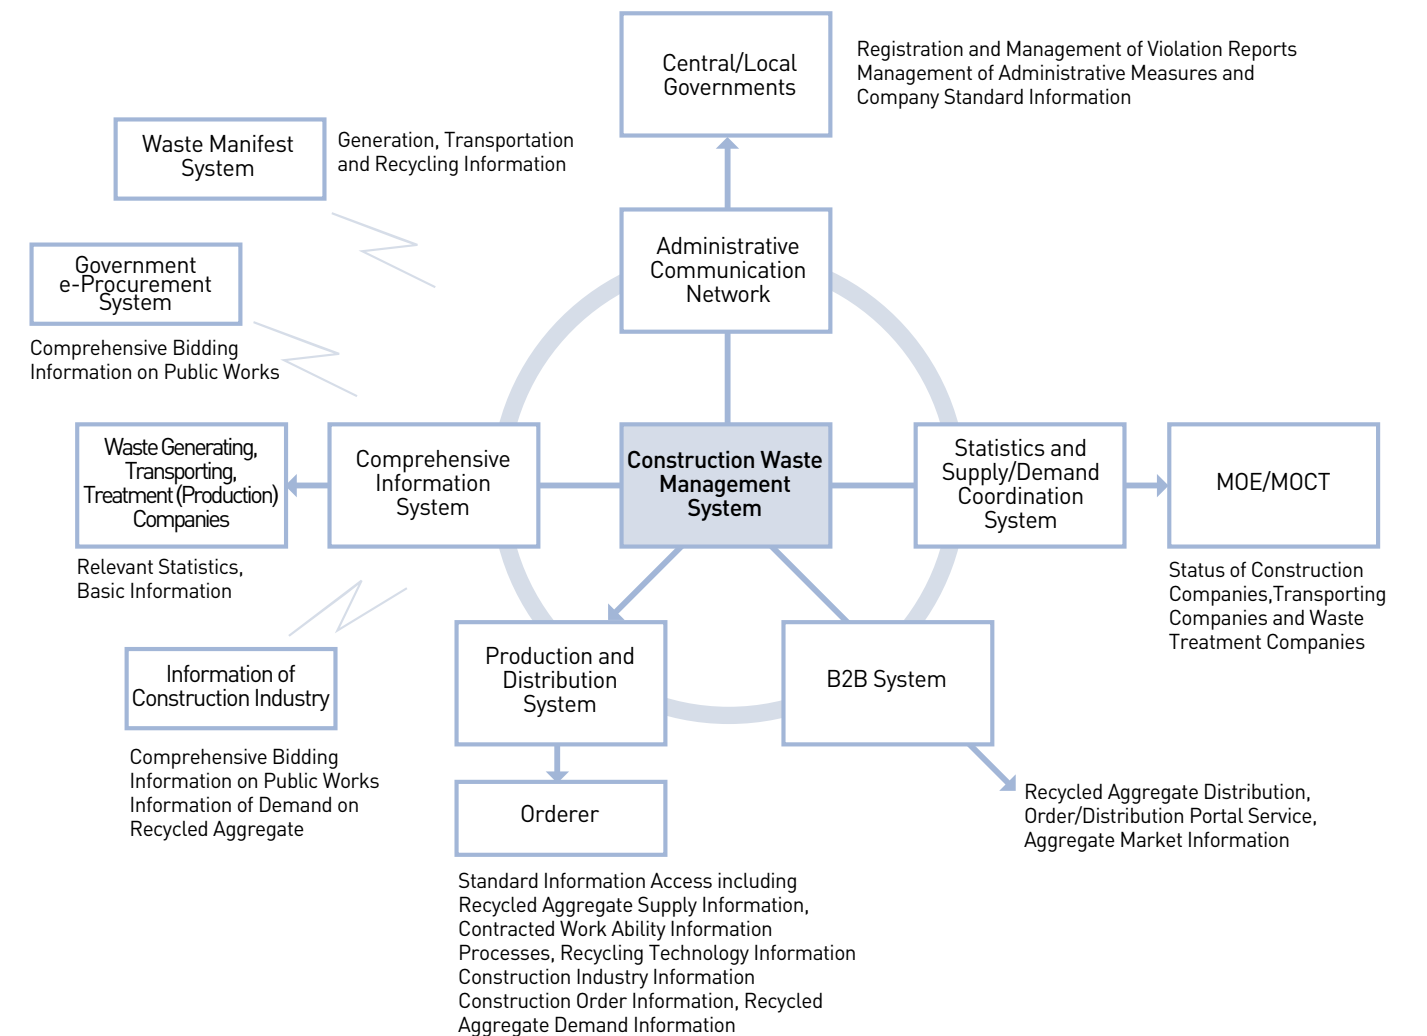 Central/Local
Governments
Registration and Management of Violation Reports
Management of Administrative Measures and
Company Standard Information
Waste Manifest
System
Generation, Transportation
and Recycling Information
Administrative
Communication
Network
Government
e-Procurement
System
Comprehensive Bidding
Information on Public Works
Waste Generating,
Transporting,
Treatment (Production)
Companies
Relevant Statistics,
Basic Information
Comprehensive
Information
System
Construction Waste
Management
System
Statistics and
Supply/Demand
Coordination
System
MOE/MOCT
Status of Construction
Companies,Transporting
Companies and Waste
Treatment Companies
Information of
Construction Industry
Comprehensive Bidding
Information on Public Works
Information of Demand on
Recycled Aggregate
Production and
Distribution
System
B2B System
Orderer
Recycled Aggregate Distribution,
Order/Distribution Portal Service,
Aggregate Market Information
Standard Information Access including
Recycled Aggregate Supply Information,
Contracted Work Ability Information
Processes, Recycling Technology Information
Construction Industry Information
Construction Order Information, Recycled
Aggregate Demand Information